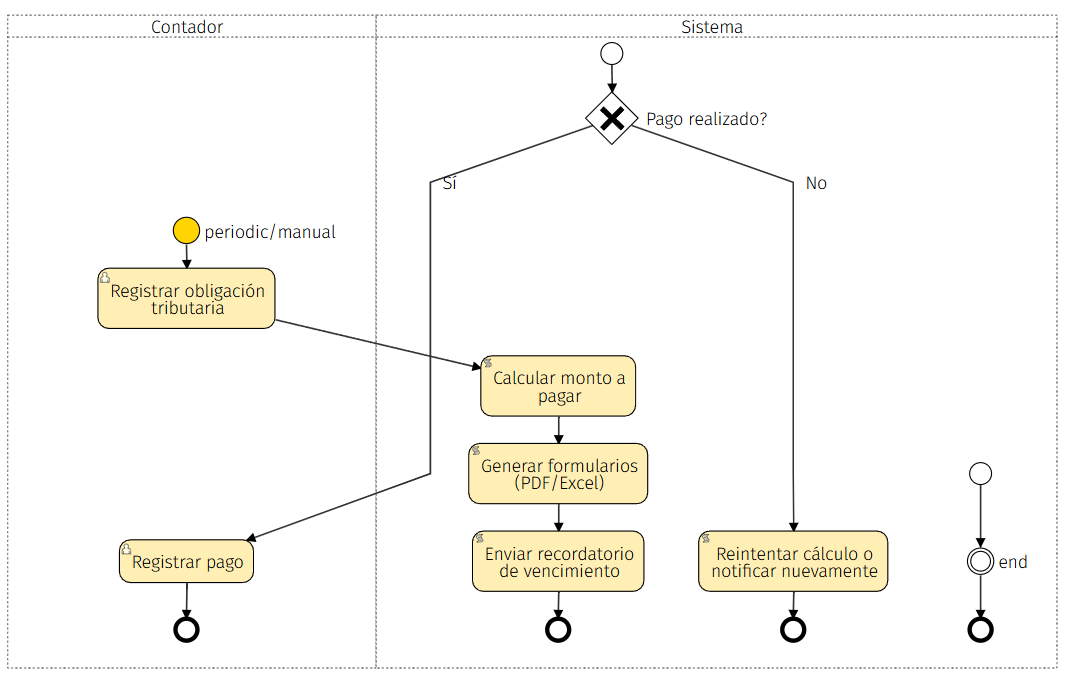 Contador
Sistema
Pago realizado?
Sí
No
periodic/manual
Registrar obligación
tributaria
Calcular monto a
pagar
Generar formularios
(PDF/Excel)
Registrar pago
Enviar recordatorio
de vencimiento
Reintentar cálculo o
notificar nuevamente
end